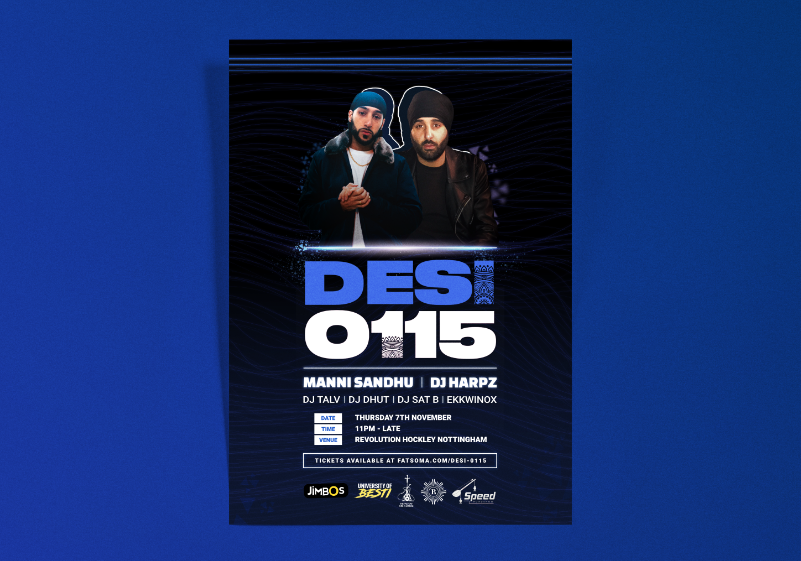 DESI
0115
MANNI SANDHU | DJ HARPZ
DJ TALV | DJ DHUT | DJ SAT B | EKKWINOX
DATE THURSDAY 7TH NOVEMBER
TIME 11PM - LATE
VENUE REVOLUTION HOCKLEY NOTTINGHAM
TICKETS AVAILABLE AT FATSOMA.COM/DESI-0115
JIMBOS
UNIVERSITY OF
BESTI
R
Speed